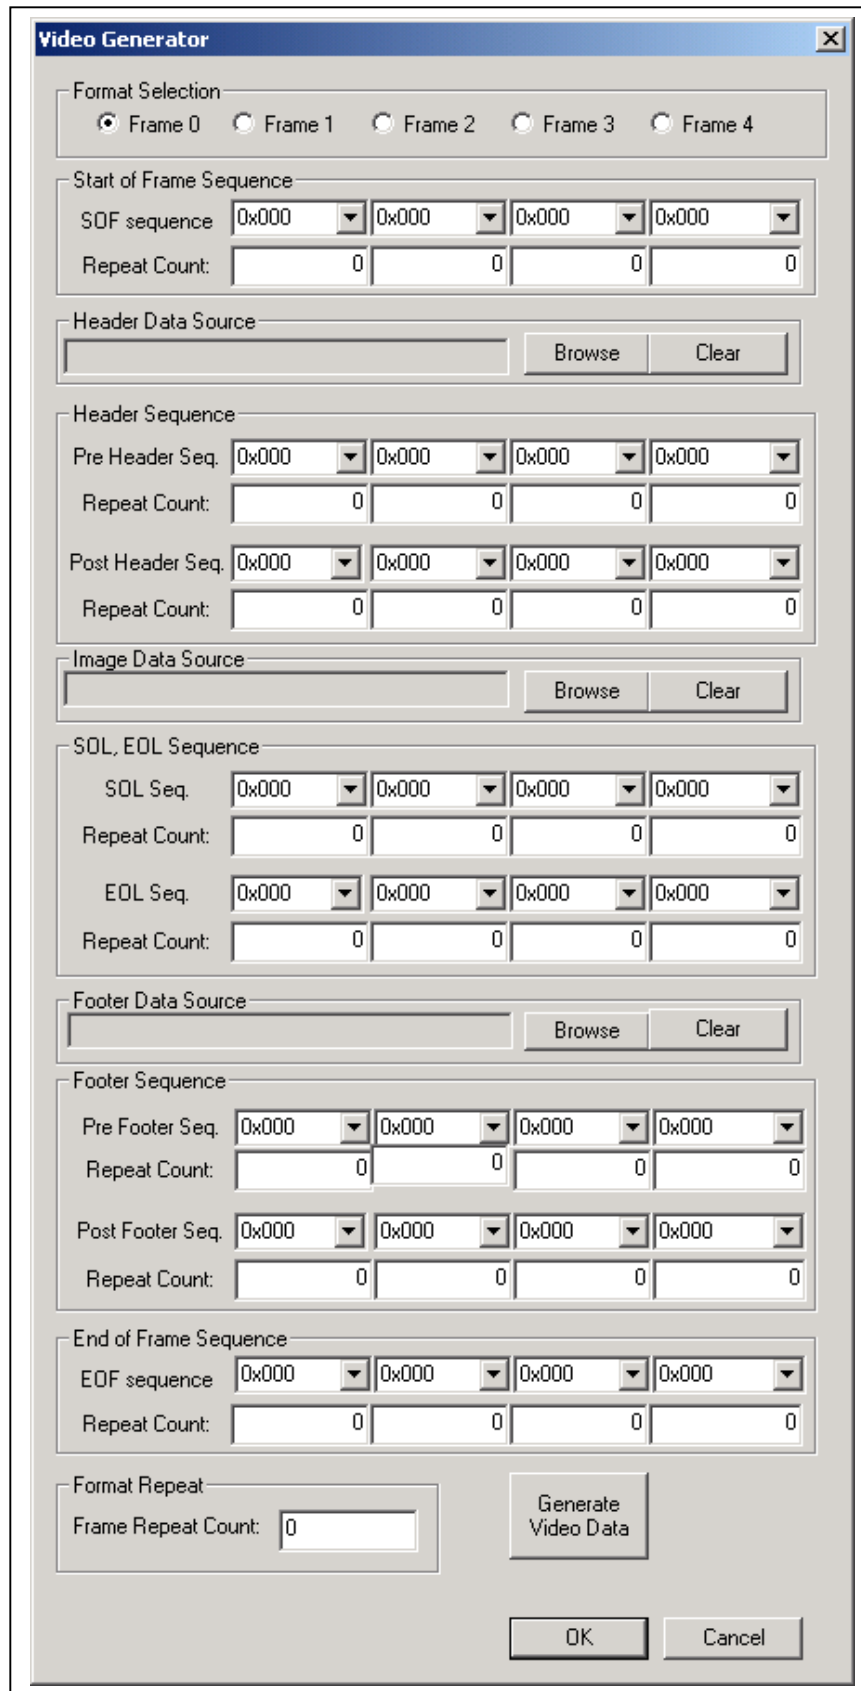 Video Generator
Format Selection
Frame 0 Frame 1 Frame 2 Frame 3 Frame 4
Start of Frame Sequence
SOF sequence 0x000 0x000 0x000 0x000
Repeat Count: 0 0 0 0
Header Data Source
Browse Clear
Header Sequence
Pre Header Seq. 0x000 0x000 0x000 0x000
Repeat Count: 0 0 0 0
Post Header Seq. 0x000 0x000 0x000 0x000
Repeat Count: 0 0 0 0
Image Data Source
Browse Clear
SOL, EOL Sequence
SOL Seq. 0x000 0x000 0x000 0x000
Repeat Count: 0 0 0 0
EOL Seq. 0x000 0x000 0x000 0x000
Repeat Count: 0 0 0 0
Footer Data Source
Browse Clear
Footer Sequence
Pre Footer Seq. 0x000 0x000 0x000 0x000
Repeat Count: 0 0 0 0
Post Footer Seq. 0x000 0x000 0x000 0x000
Repeat Count: 0 0 0 0
End of Frame Sequence
EOF sequence 0x000 0x000 0x000 0x000
Repeat Count: 0 0 0 0
Format Repeat
Frame Repeat Count: 0
Generate
Video Data
OK Cancel